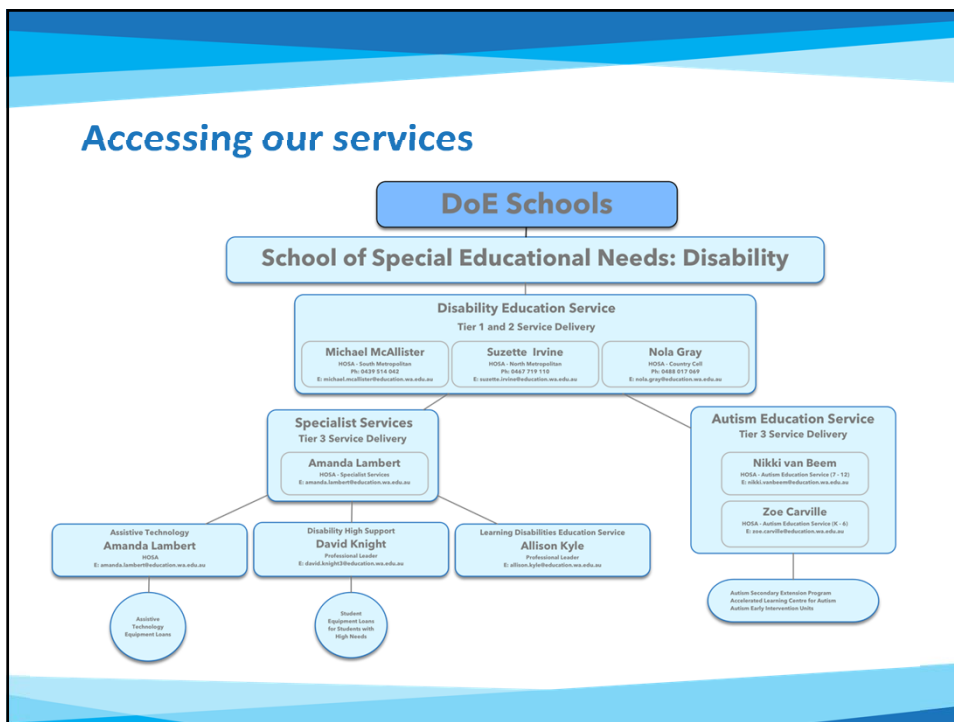 Accessing our services
DoE Schools
School of Special Educational Needs: Disability
Disability Education Service
Tier 1 and 2 Service Delivery
Michael McAllister
HOSA - South Metropolitan
Ph: 0439 514 042
E: michael.mcallister@education.wa.edu.au
Suzette Irvine
HOSA - North Metropolitan
Ph: 0467 719 110
E: suzette.irvine@education.wa.edu.au
Nola Gray
HOSA - Country Cell
Ph: 0488 017 069
E: nola.gray@education.wa.edu.au
Specialist Services
Tier 3 Service Delivery
Amanda Lambert
HOSA - Specialist Services
E: amanda.lambert@education.wa.edu.au
Autism Education Service
Tier 3 Service Delivery
Nikki van Beem
HOSA - Autism Education Service (7 - 12)
E: nikki.vanbeem@education.wa.edu.au
Zoe Carville
HOSA - Autism Education Service (K - 6)
E: zoe.carville@education.wa.edu.au
Assistive Technology
Amanda Lambert
HOSA
E: amanda.lambert@education.wa.edu.au
Disability High Support
David Knight
Professional Leader
E: david.knight3@education.wa.edu.au
Learning Disabilities Education Service
Allison Kyle
Professional Leader
E: allison.kyle@education.wa.edu.au
Assistive
Technology
Equipment Loans
Student
Equipment Loans
for Students with
High Needs
Autism Secondary Extension Program
Accelerated Learning Centre for Autism
Autism Early Intervention Units